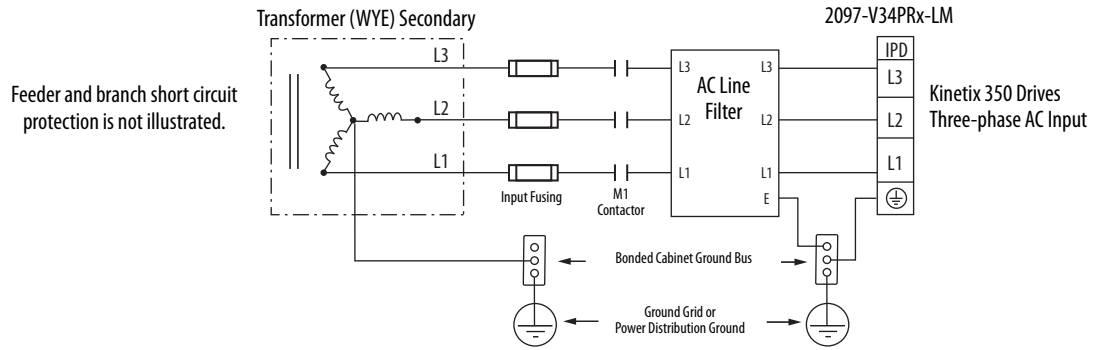 Transformer (WYE) Secondary
2097-V34PRx-LM
Feeder and branch short circuit
protection is not illustrated.
L3
L2
L1
Input Fusing
M1
Contactor
AC Line
Filter
L3
L2
L1
L3
L2
L1
E
IPD
L3
L2
L1
Kinetix 350 Drives
Three-phase AC Input
Bonded Cabinet Ground Bus
Ground Grid or
Power Distribution Ground